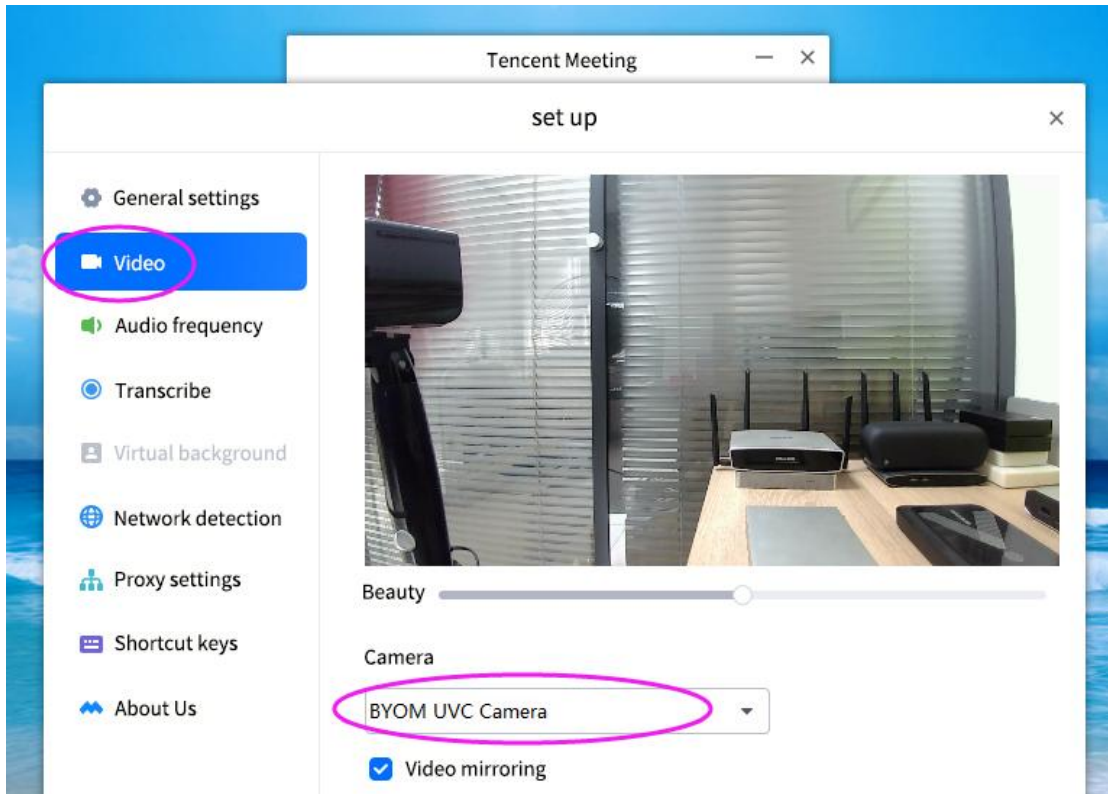 Tencent Meeting
set up
General settings
Video
Audio frequency
Transcribe
Virtual background
Network detection
Proxy settings
Shortcut keys
About Us
Beauty
Camera
BYOM UVC Camera
Video mirroring